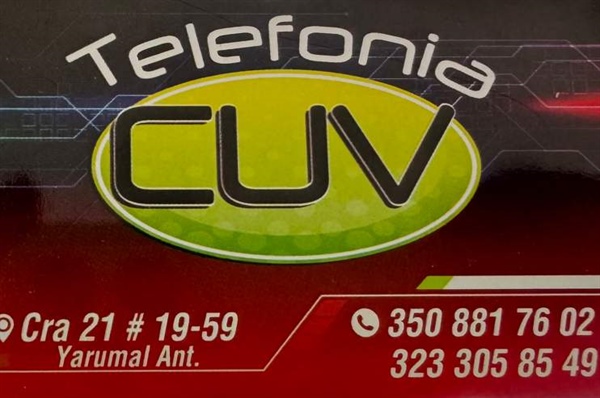 Telefonia
CUV
Cra 21 # 19-59
Yarumal Ant.
350 881 76 02
323 305 85 49